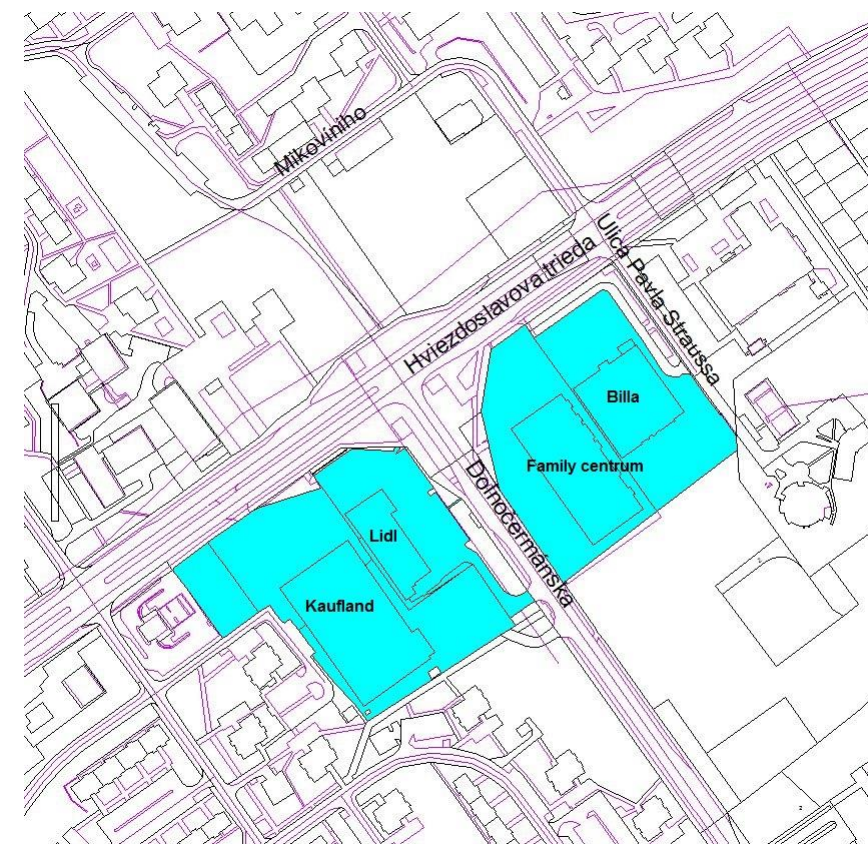 Mikovíniho
Ulica Pavla Straussa
Hviezdoslavova trieda
Billa
Family centrum
Dolnočermánska
Lidl
Kaufland